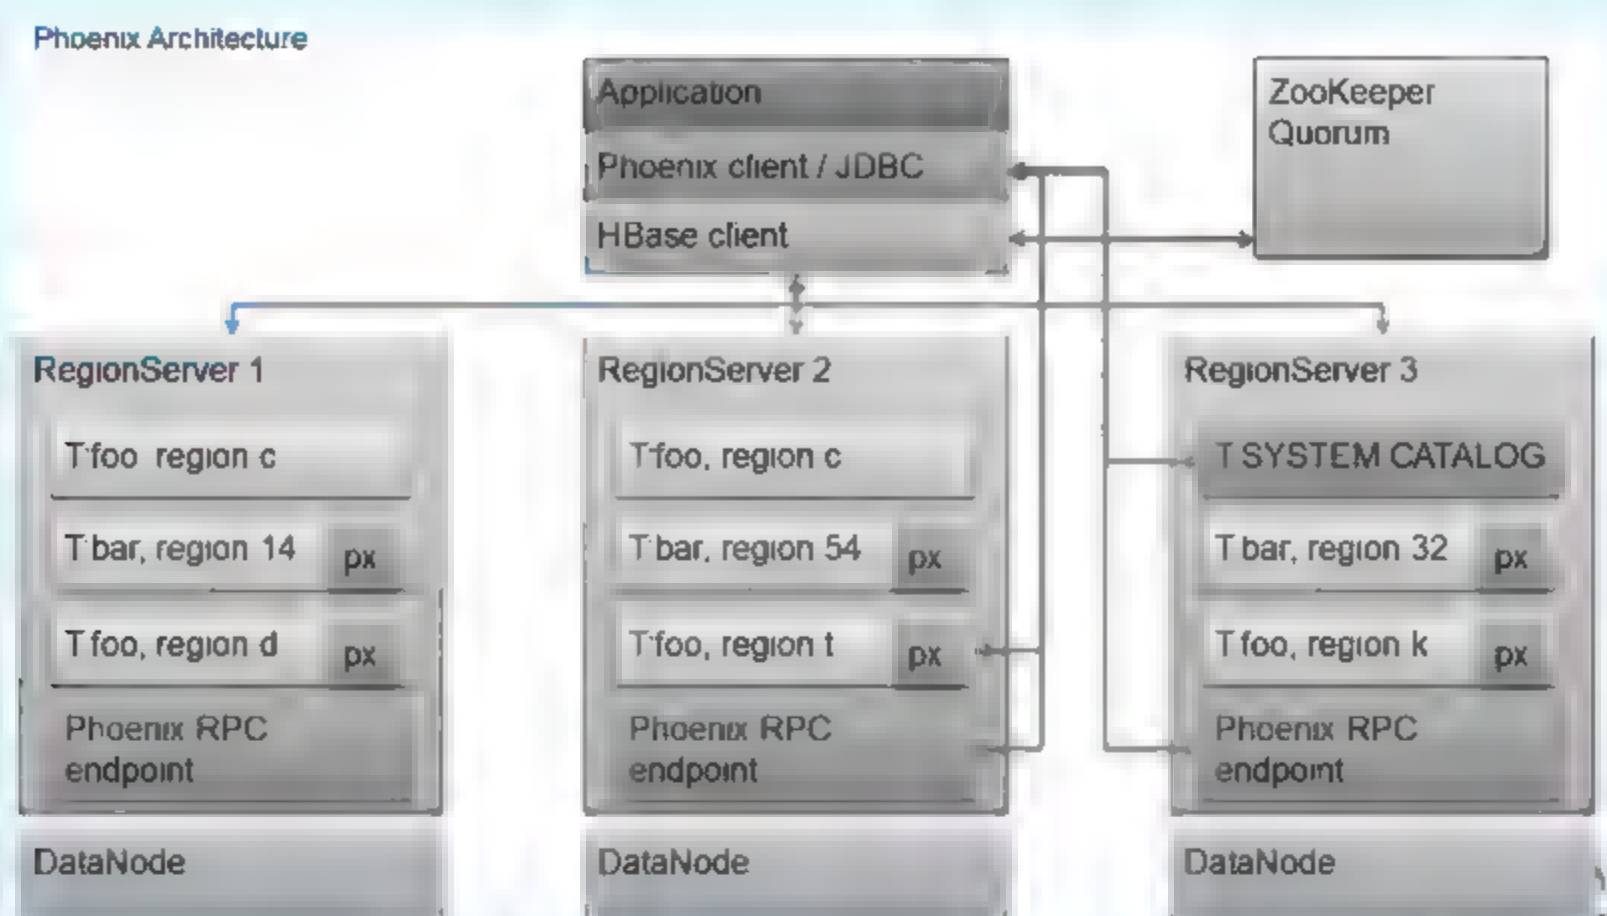 Phoenix Architecture
Application
Phoenix client / JDBC
HBase client
ZooKeeper
Quorum
RegionServer 1
T:foo, region c
T:bar, region 14
px
T:foo, region d
px
Phoenix RPC
endpoint
DataNode
RegionServer 2
T:foo, region c
T:bar, region 54
px
T:foo, region t
px
Phoenix RPC
endpoint
DataNode
RegionServer 3
T:SYSTEM.CATALOG
T:bar, region 32
px
T:foo, region k
px
Phoenix RPC
endpoint
DataNode